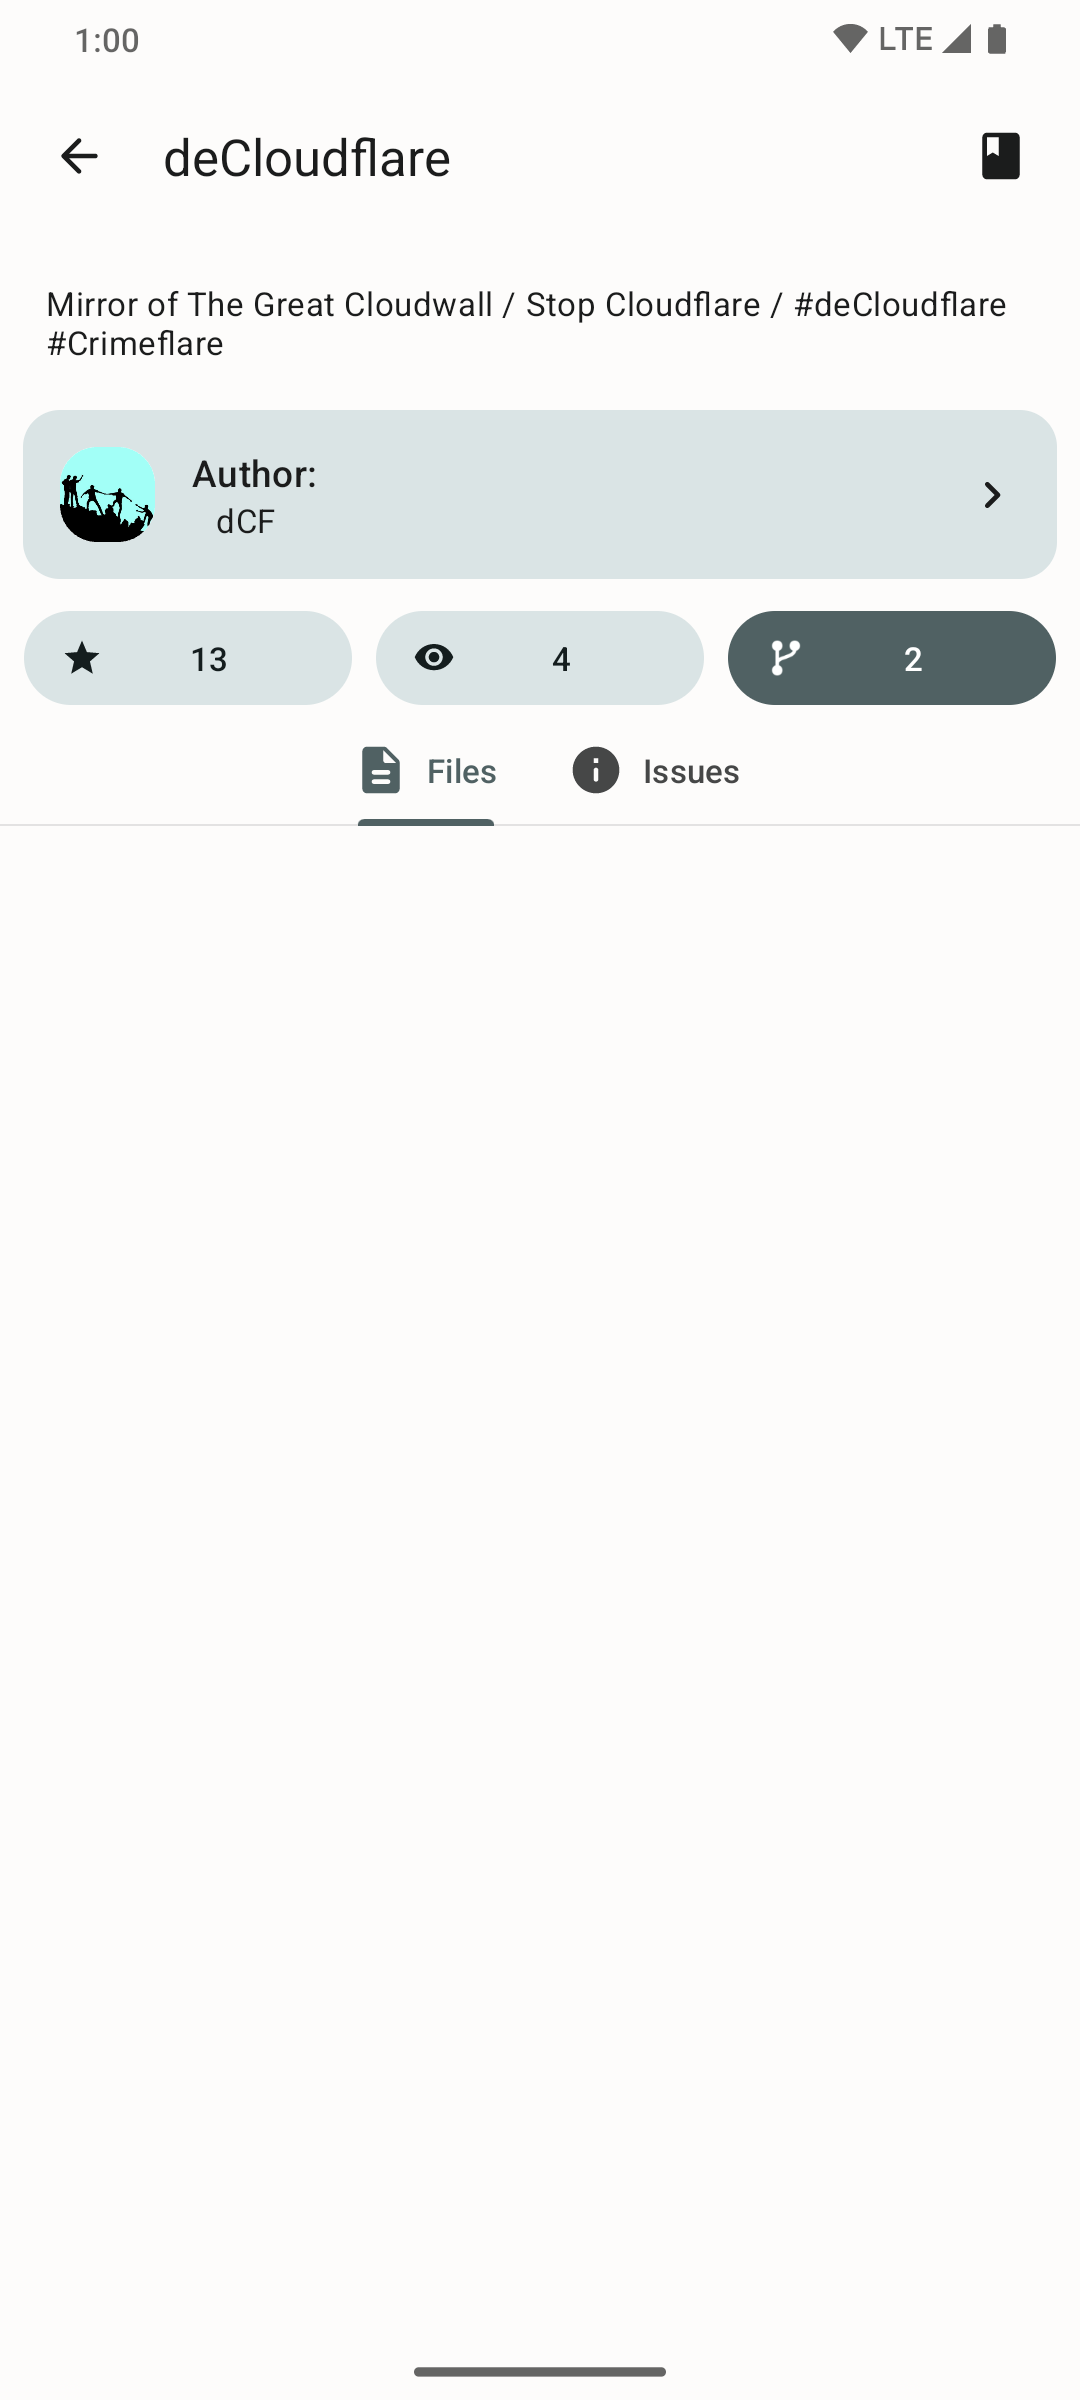 1:00
LTE
deCloudflare
Mirror of The Great Cloudwall / Stop Cloudflare / #deCloudflare
#Crimeflare
Author:
dCF
13
4
2
Files
Issues